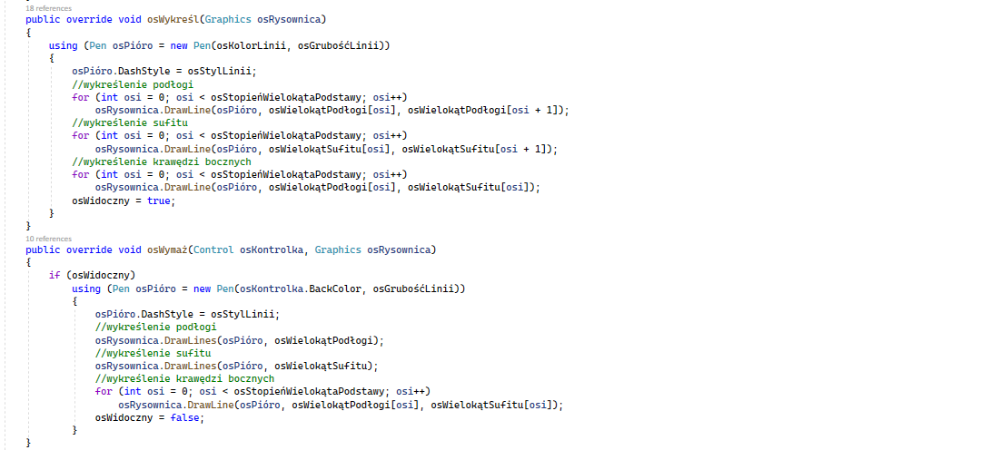 }
18 references
public override void osWykreśl(Graphics osRysownica)
{
    using (Pen osPióro = new Pen(osKolorLinii, osGrubośćLinii))
    {
        osPióro.DashStyle = osStylLinii;
        //wykreślenie podłogi
        for (int osi = 0; osi < osStopieńWielokątaPodstawy; osi++)
            osRysownica.DrawLine(osPióro, osWielokątPodłogi[osi], osWielokątPodłogi[osi + 1]);
        //wykreślenie sufitu
        for (int osi = 0; osi < osStopieńWielokątaPodstawy; osi++)
            osRysownica.DrawLine(osPióro, osWielokątSufitu[osi], osWielokątSufitu[osi + 1]);
        //wykreślenie krawędzi bocznych
        for (int osi = 0; osi < osStopieńWielokątaPodstawy; osi++)
            osRysownica.DrawLine(osPióro, osWielokątPodłogi[osi], osWielokątSufitu[osi]);
        osWidoczny = true;
    }
}
10 references
public override void osWymaż(Control osKontrolka, Graphics osRysownica)
{
    if (osWidoczny)
        using (Pen osPióro = new Pen(osKontrolka.BackColor, osGrubośćLinii))
        {
            osPióro.DashStyle = osStylLinii;
            //wykreślenie podłogi
            osRysownica.DrawLines(osPióro, osWielokątPodłogi);
            //wykreślenie sufitu
            osRysownica.DrawLines(osPióro, osWielokątSufitu);
            //wykreślenie krawędzi bocznych
            for (int osi = 0; osi < osStopieńWielokątaPodstawy; osi++)
                osRysownica.DrawLine(osPióro, osWielokątPodłogi[osi], osWielokątSufitu[osi]);
            osWidoczny = false;
        }
}